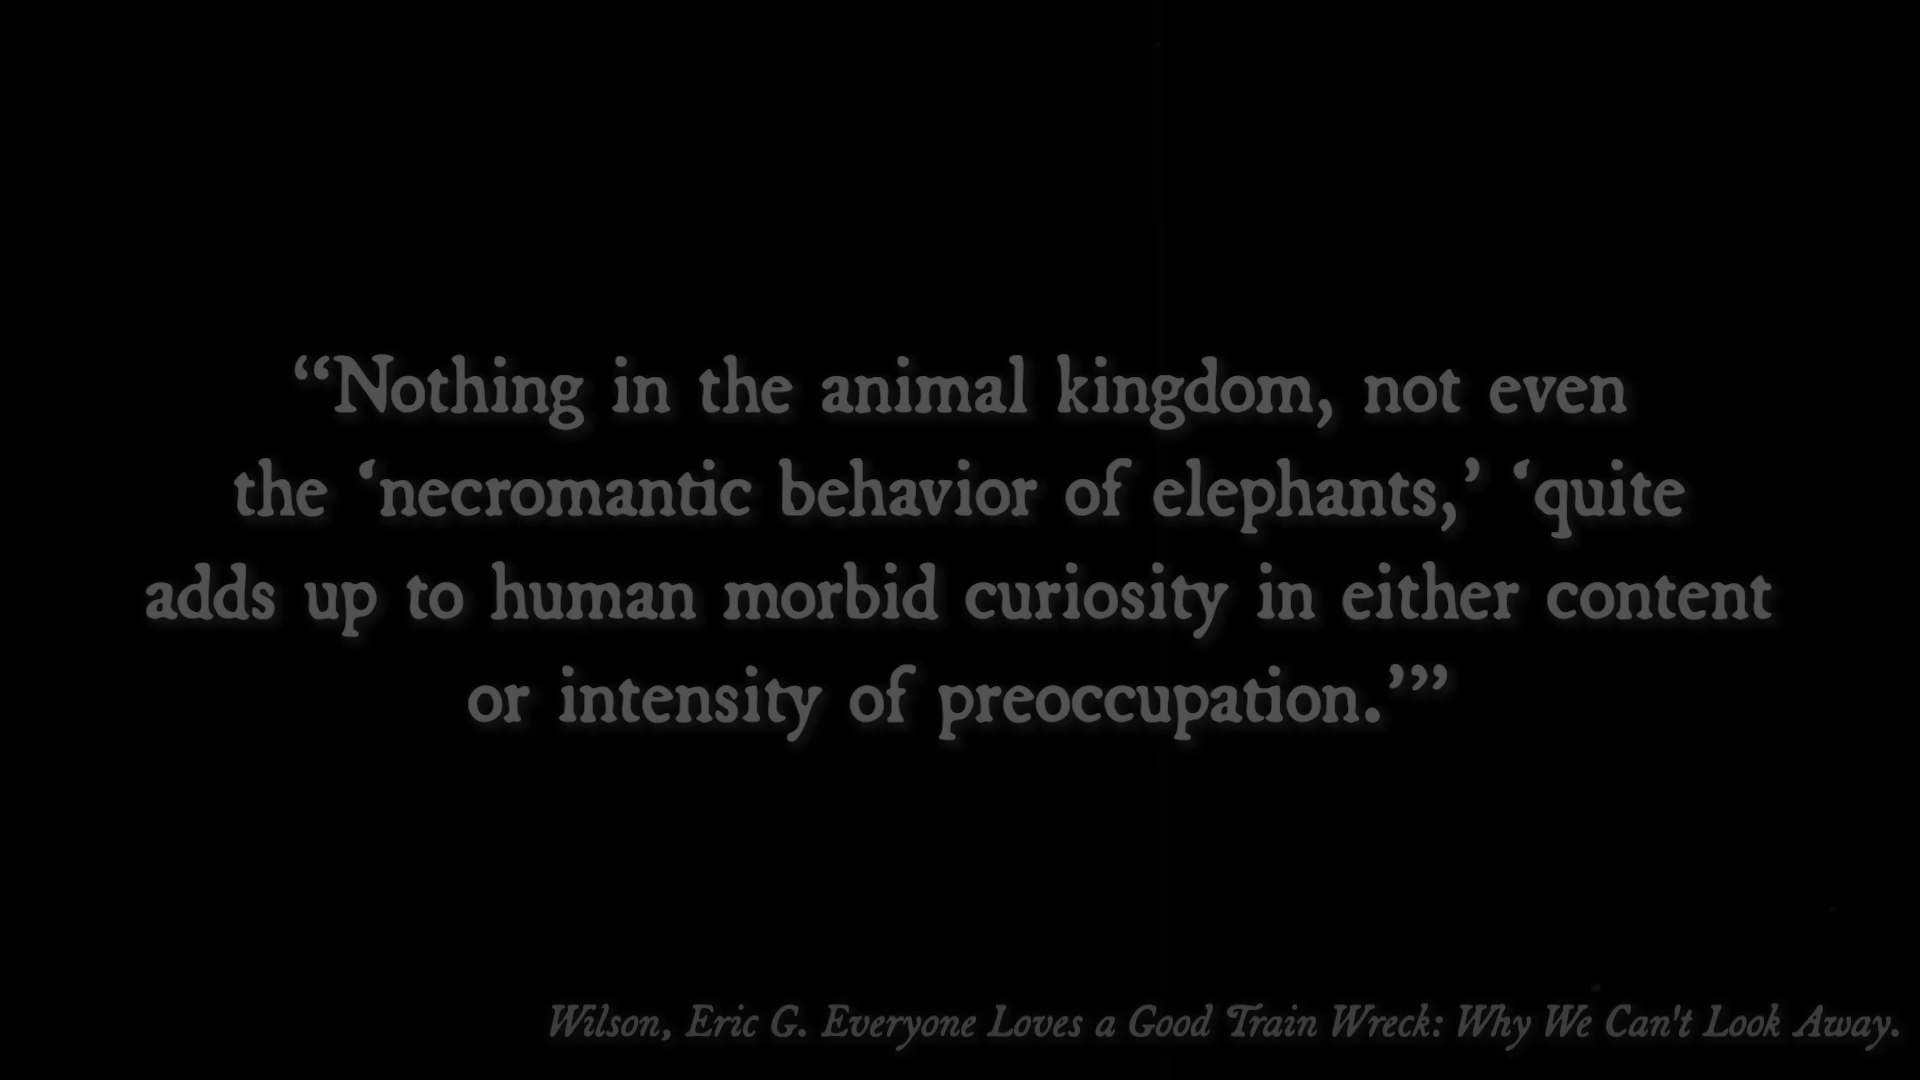 “Nothing in the animal kingdom, not even
the ‘necromantic behavior of elephants,’ ‘quite
adds up to human morbid curiosity in either content
or intensity of preoccupation.’”
Wilson, Eric G. Everyone Loves a Good Train Wreck: Why We Can't Look Away.